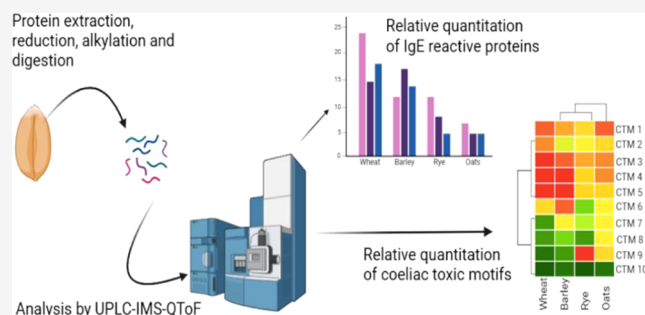 Protein extraction,
reduction, alkylation and
digestion
Relative quantitation
of IgE reactive proteins
25
20
15
10
5
0
Wheat
Barley
Rye
Oats
CTM 1
CTM 2
CTM 3
CTM 4
CTM 5
CTM 6
CTM 7
CTM 8
CTM 9
CTM 10
Wheat
Barley
Rye
Oats
Relative quantitation
of coeliac toxic motifs
Analysis by UPLC-IMS-QToF